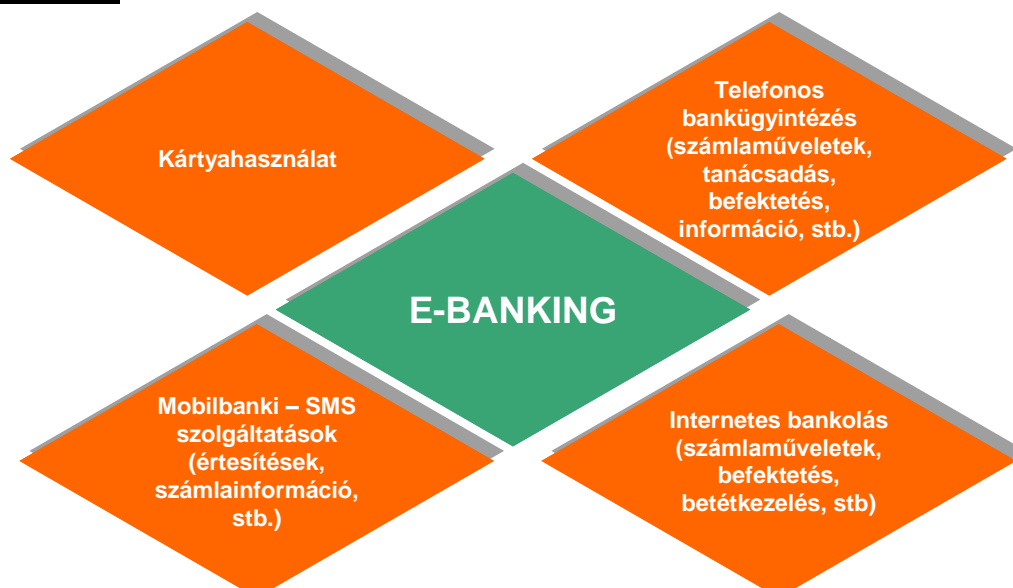 Kártyahasználat
Telefonos
bankügyintézés
(számlaműveletek,
tanácsadás,
befektetés,
információ, stb.)
E-BANKING
Mobilbanki – SMS
szolgáltatások
(értesítések,
számlainformáció,
stb.)
Internetes bankolás
(számlaműveletek,
befektetés,
betétkezelés, stb)